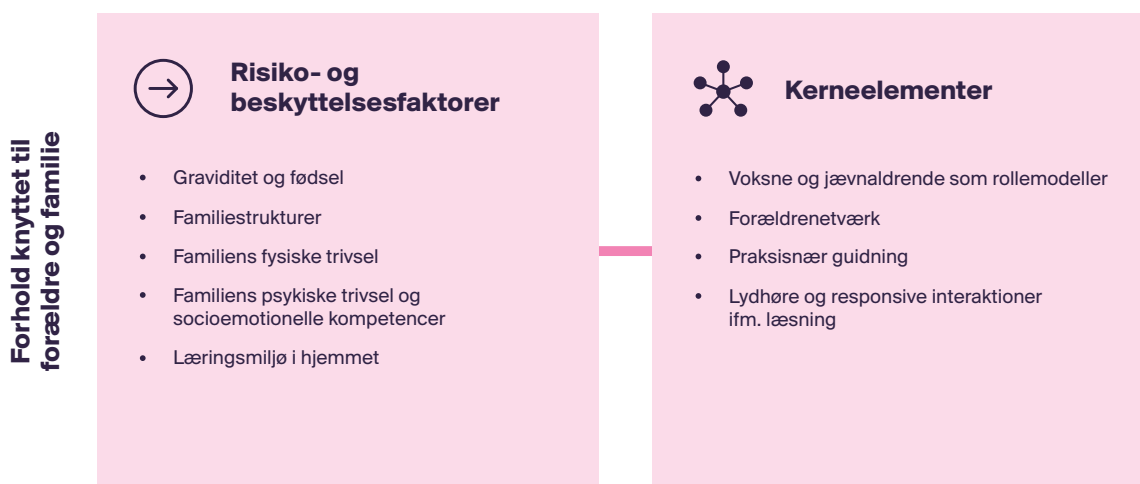 Forhold knyttet til
forældre og familie
Risiko- og
beskyttelsesfaktorer
• Graviditet og fødsel
• Familiestrukturer
• Familiens fysiske trivsel
• Familiens psykiske trivsel og
socioemotionelle kompetencer
• Læringsmiljø i hjemmet
Kerneelementer
• Voksne og jævnaldrende som rollemodeller
• Forældrenetværk
• Praksisnær guidning
• Lydhøre og responsive interaktioner
ifm. læsning